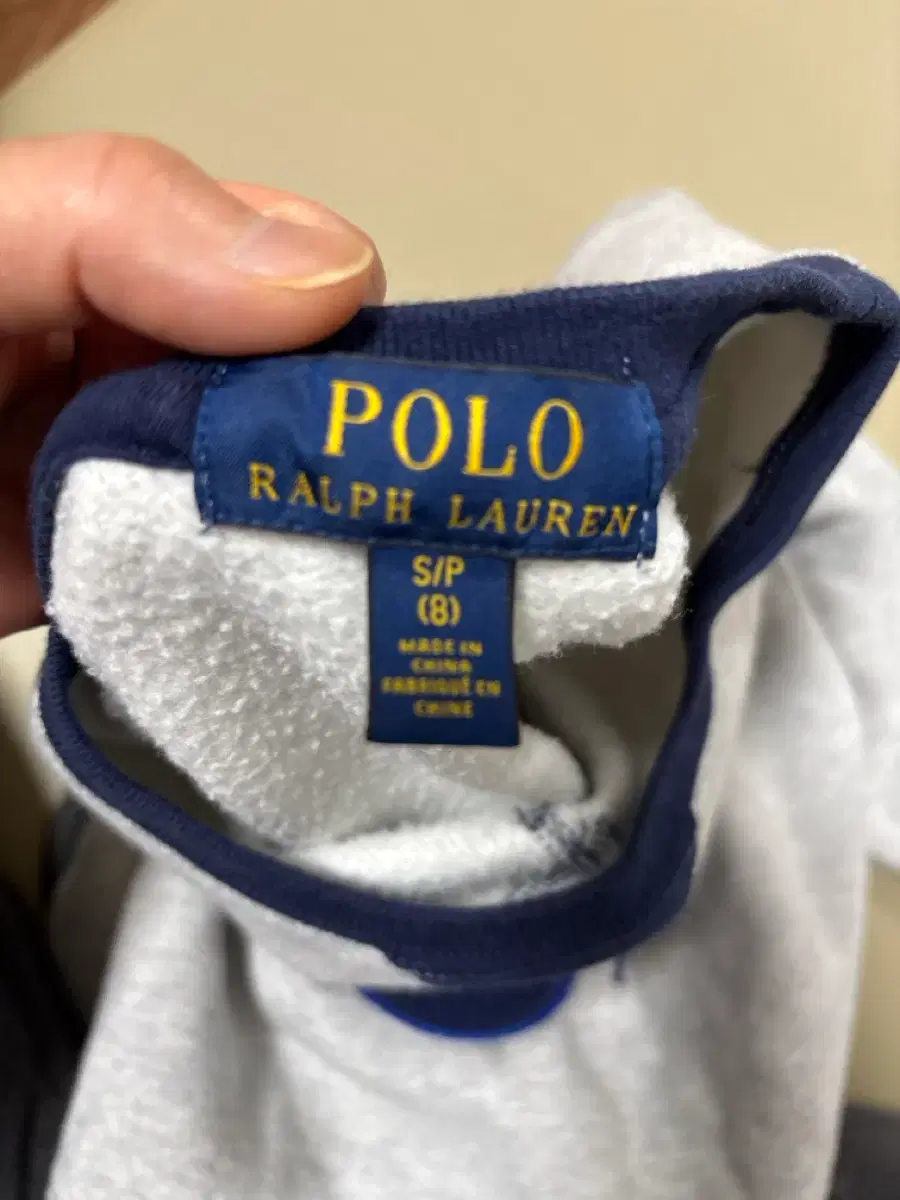 POLO
RALPH LAUREN
S/P
(8)
MADE IN
CHINA
FABRIQUÉ EN
CHINE